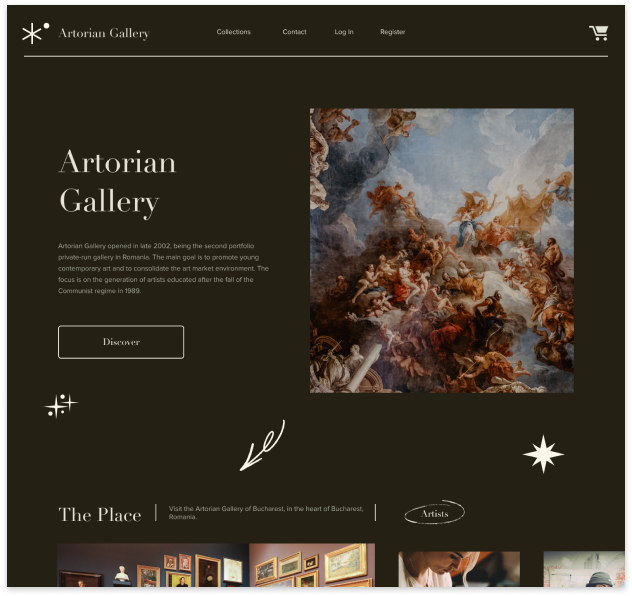 Artorian Gallery
Collections
Contact
Log In
Register
Artorian
Gallery
Artorian Gallery opened in late 2002, being the second portfolio
private-run gallery in Romania. The main goal is to promote young
contemporary art and to consolidate the art market environment. The
focus is on the generation of artists educated after the fall of the
Communist regime in 1989.
Discover
The Place
Visit the Artorian Gallery of Bucharest, in the heart of Bucharest,
Romania.
Artists